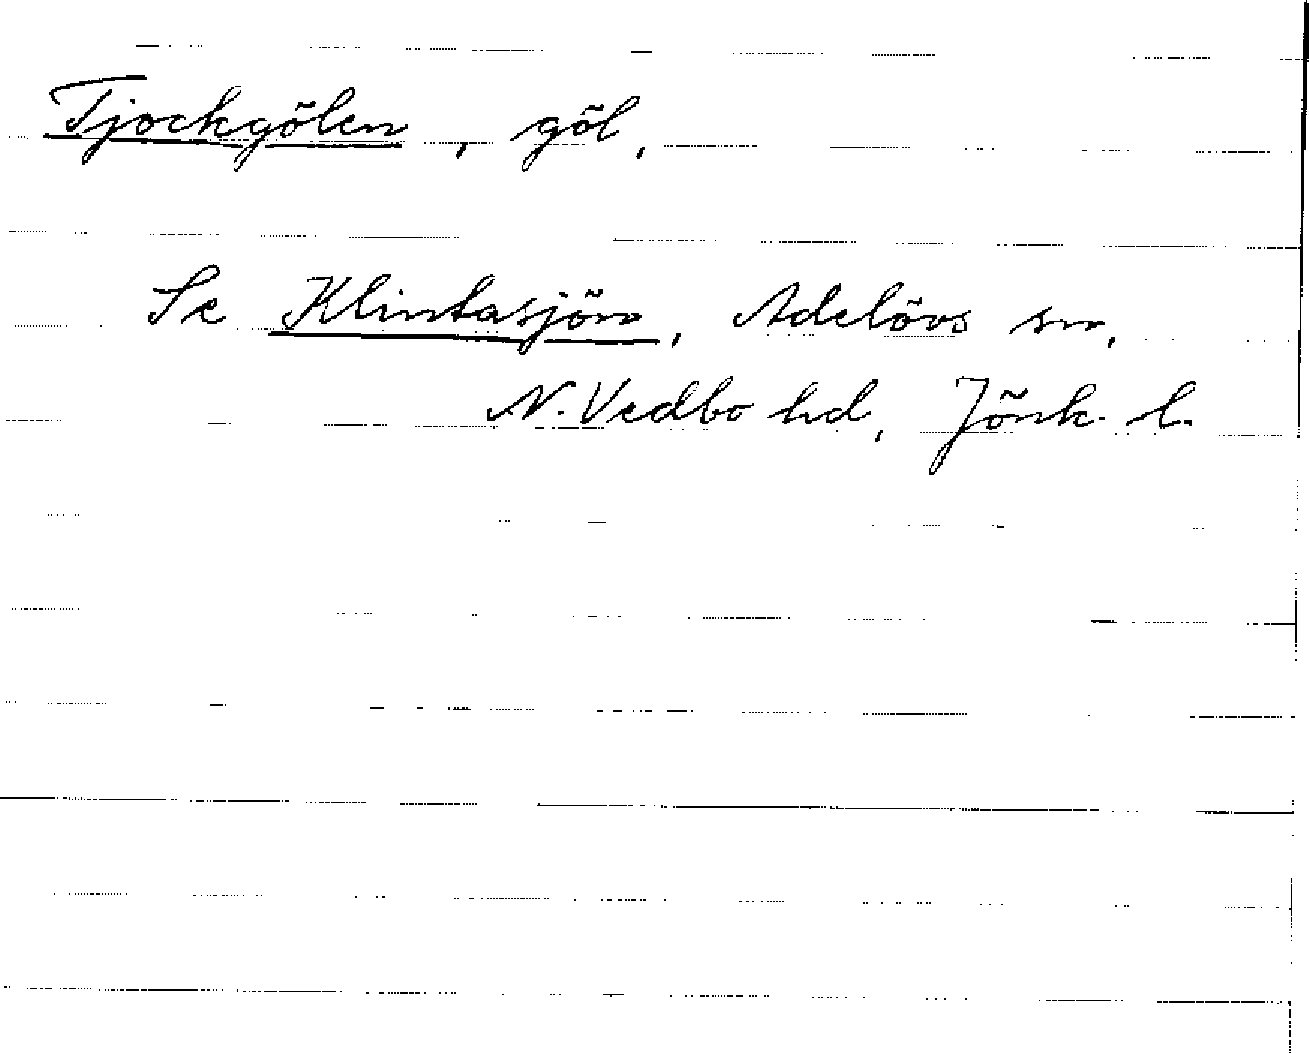 Tjockgölen, göl,
Se Klintasjön, Adelövs sn,
N. Vedbo hd, Jönk. l.